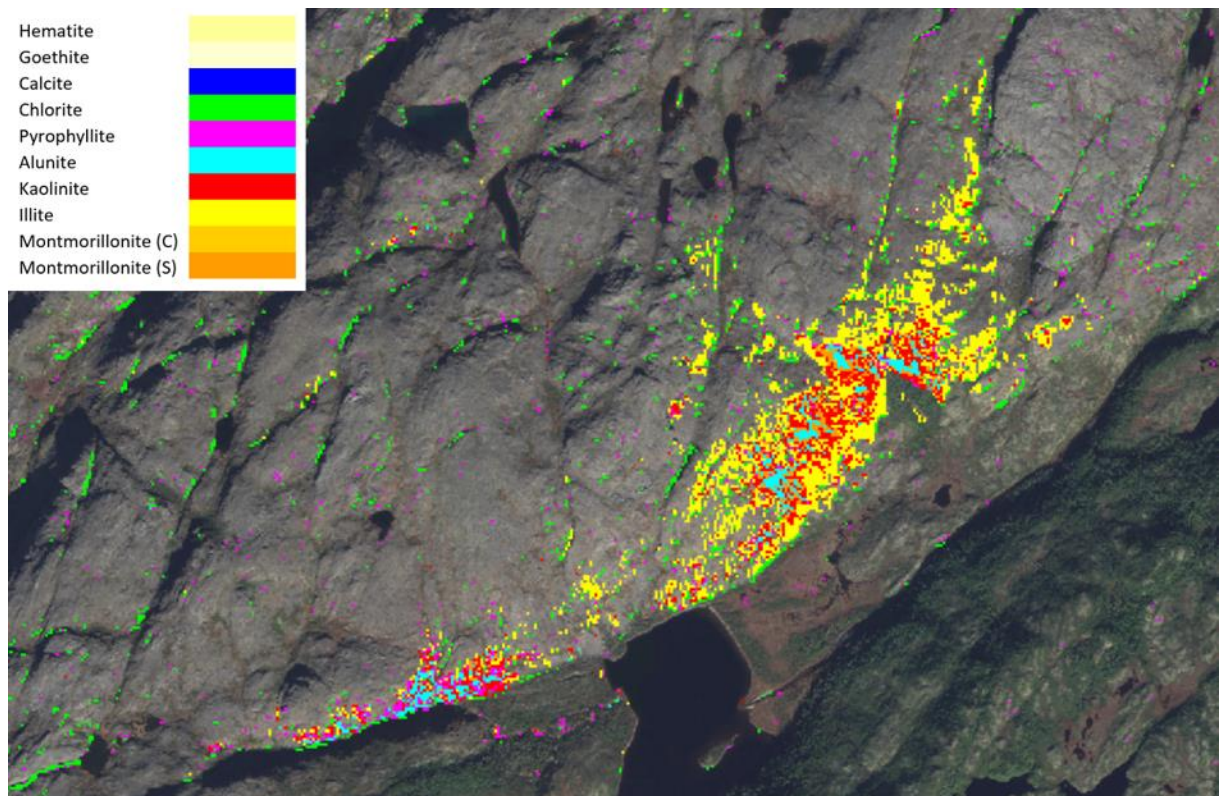 Hematite
Goethite
Calcite
Chlorite
Pyrophyllite
Alunite
Kaolinite
Illite
Montmorillonite (C)
Montmorillonite (S)